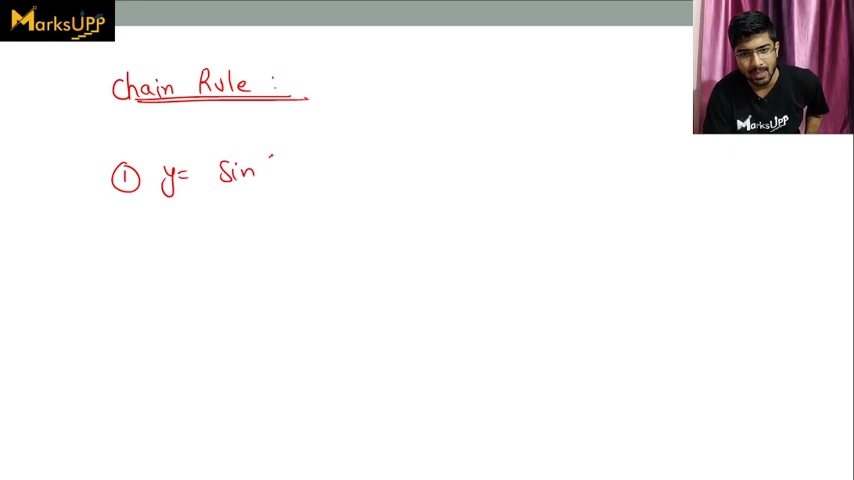 MarksUPP
Chain Rule :
① y= Sin
MarksUPP